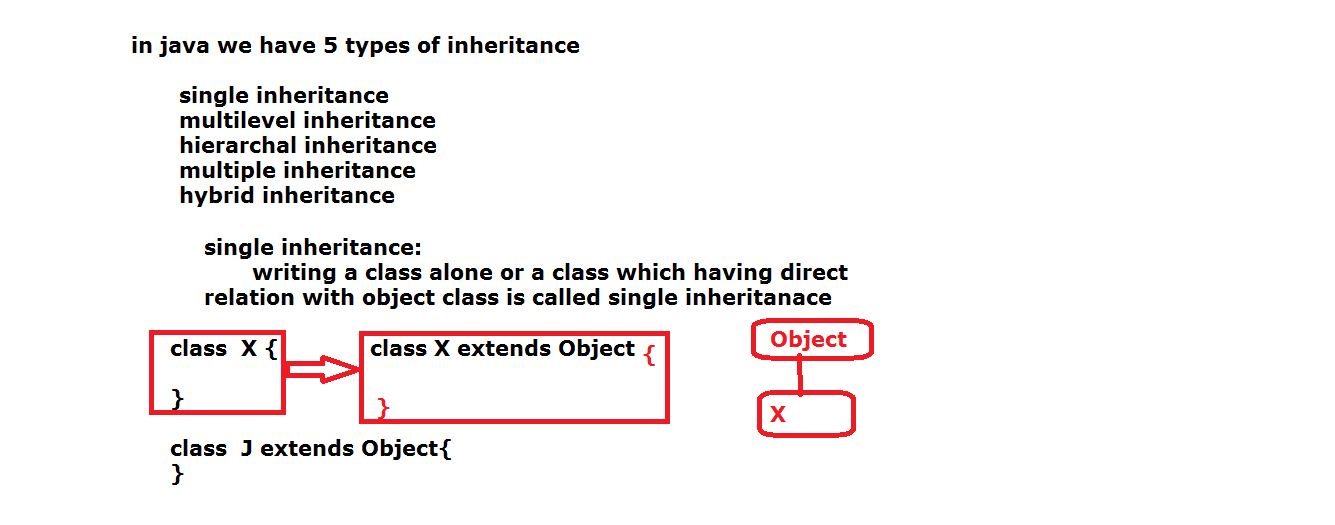 in java we have 5 types of inheritance
single inheritance
multilevel inheritance
hierarchal inheritance
multiple inheritance
hybrid inheritance
single inheritance:
writing a class alone or a class which having direct
relation with object class is called single inheritanace
class X {
}
class X extends Object {
}
Object
X
class J extends Object{
}